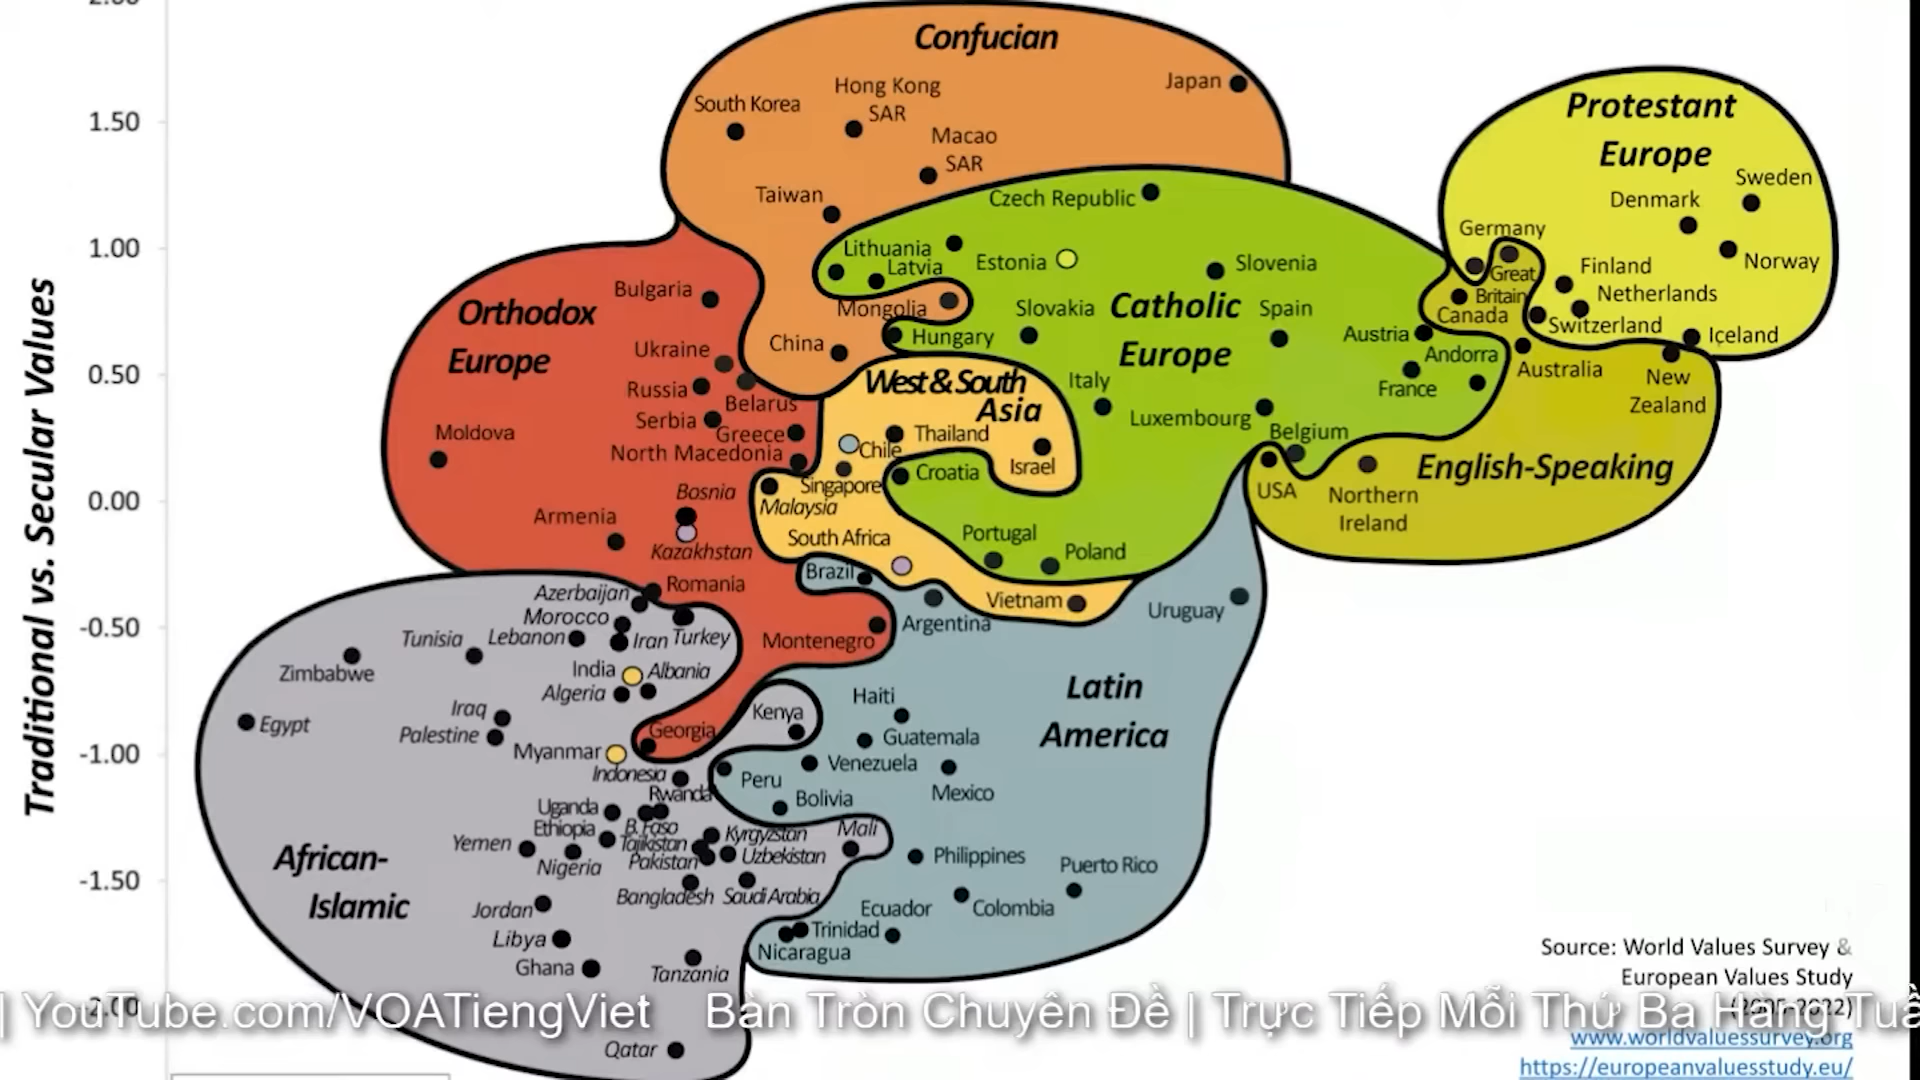 2.00
Confucian
1.50
1.00
0.50
0.00
-0.50
-1.00
-1.50
-2.00
Traditional vs. Secular Values
South Korea
Hong Kong
SAR
Macao
SAR
Japan
Taiwan
Mongolia
China
Protestant
Europe
Sweden
Denmark
Norway
Germany
Finland
Netherlands
Switzerland
Iceland
Great
Britain
Canada
Australia
New
Zealand
English-Speaking
USA
Northern
Ireland
Czech Republic
Lithuania
Latvia
Estonia
Slovenia
Slovakia
Catholic
Europe
Spain
Hungary
Austria
Andorra
France
Italy
Luxembourg
Belgium
Croatia
Portugal
Poland
Orthodox
Europe
Bulgaria
Ukraine
Russia
Belarus
Serbia
Greece
North Macedonia
Moldova
Bosnia
Armenia
Kazakhstan
Romania
Montenegro
Georgia
West & South
Asia
Thailand
Chile
Israel
Singapore
Malaysia
South Africa
Vietnam
Brazil
Argentina
Uruguay
Latin
America
Haiti
Guatemala
Venezuela
Mexico
Peru
Bolivia
Philippines
Puerto Rico
Ecuador
Colombia
Trinidad
Nicaragua
Azerbaijan
Morocco
Tunisia
Lebanon
Iran
Turkey
Zimbabwe
India
Albania
Algeria
Iraq
Egypt
Palestine
Myanmar
Kenya
Indonesia
Rwanda
Uganda
Ethiopia
B. Faso
Kyrgyzstan
Mali
Yemen
Tajikistan
Pakistan
Uzbekistan
Nigeria
African-
Islamic
Bangladesh
Saudi Arabia
Jordan
Libya
Ghana
Tanzania
Qatar
Source: World Values Survey &
European Values Study
(2005-2022)
www.worldvaluessurvey.org
https://europeanvaluesstudy.eu/
| YouTube.com/VOATiengViet Bàn Tròn Chuyên Đề | Trực Tiếp Mỗi Thứ Ba Hàng Tuầ